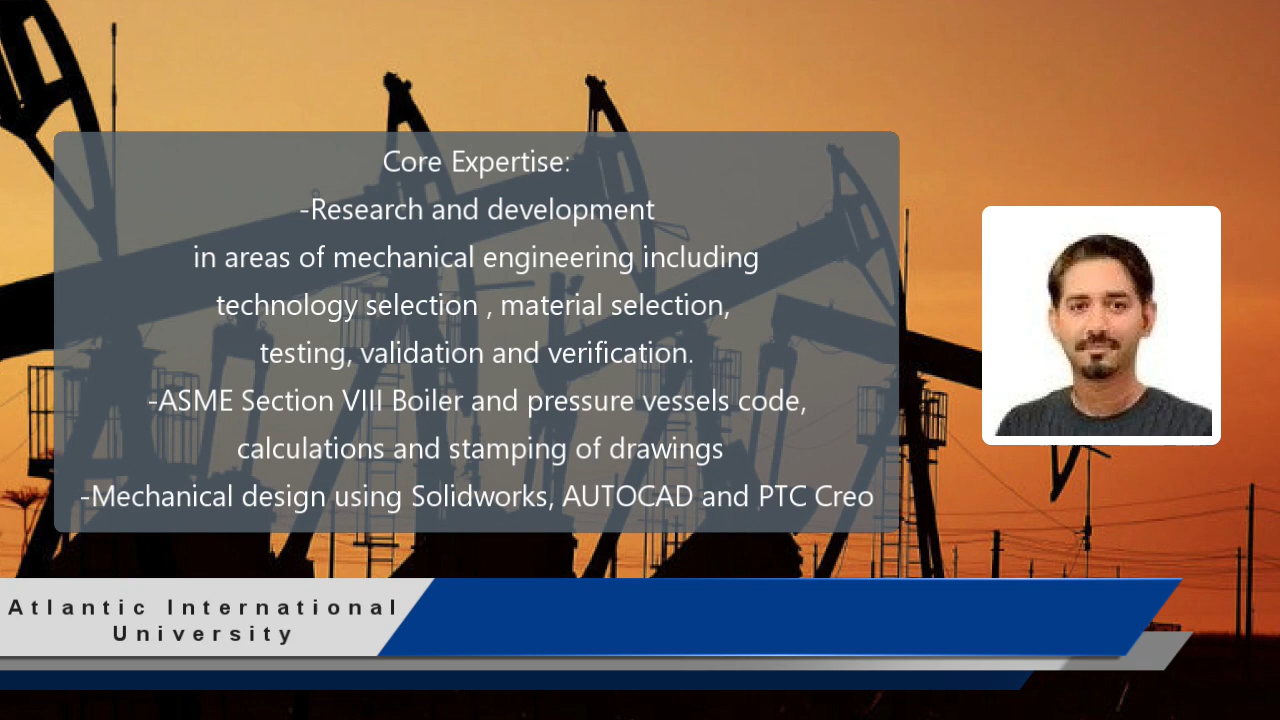 Core Expertise:
-Research and development
in areas of mechanical engineering including
technology selection , material selection,
testing, validation and verification.
-ASME Section VIII Boiler and pressure vessels code,
calculations and stamping of drawings
-Mechanical design using Solidworks, AUTOCAD and PTC Creo
Atlantic International
University